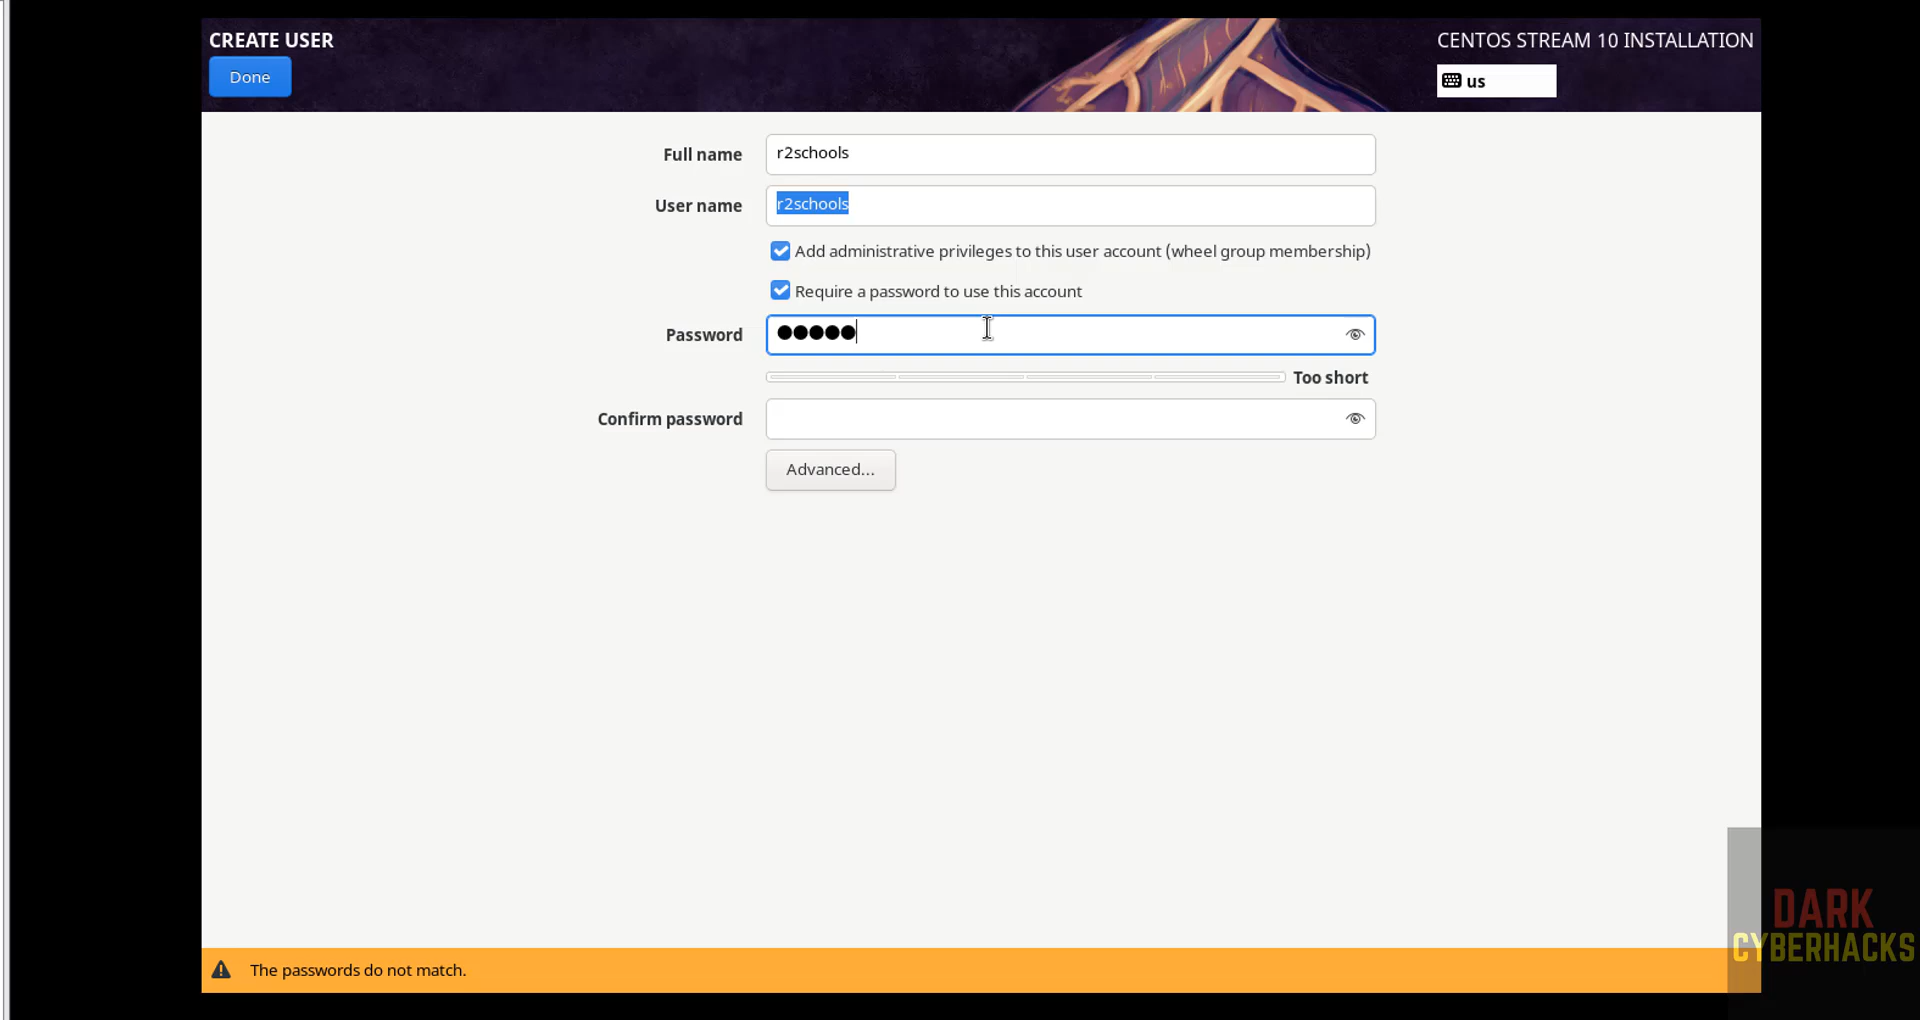 CREATE USER
CENTOS STREAM 10 INSTALLATION
Done
us
Full name
r2schools
User name
r2schools
Add administrative privileges to this user account (wheel group membership)
Require a password to use this account
Password
●●●●●
Too short
Confirm password
Advanced...
The passwords do not match.
DARK
CYBERHACKS